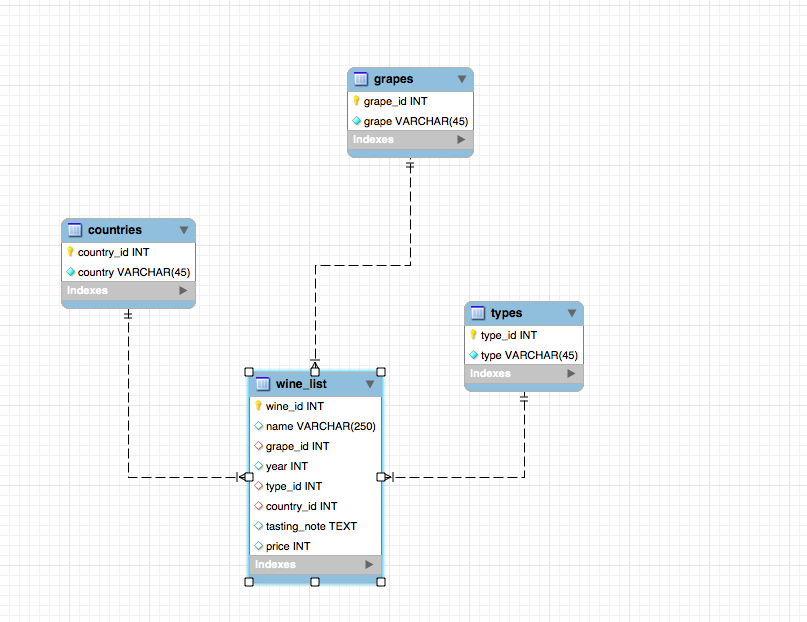 grapes
grape_id INT
grape VARCHAR(45)
Indexes
countries
country_id INT
country VARCHAR(45)
Indexes
types
type_id INT
type VARCHAR(45)
Indexes
wine_list
wine_id INT
name VARCHAR(250)
grape_id INT
year INT
type_id INT
country_id INT
tasting_note TEXT
price INT
Indexes